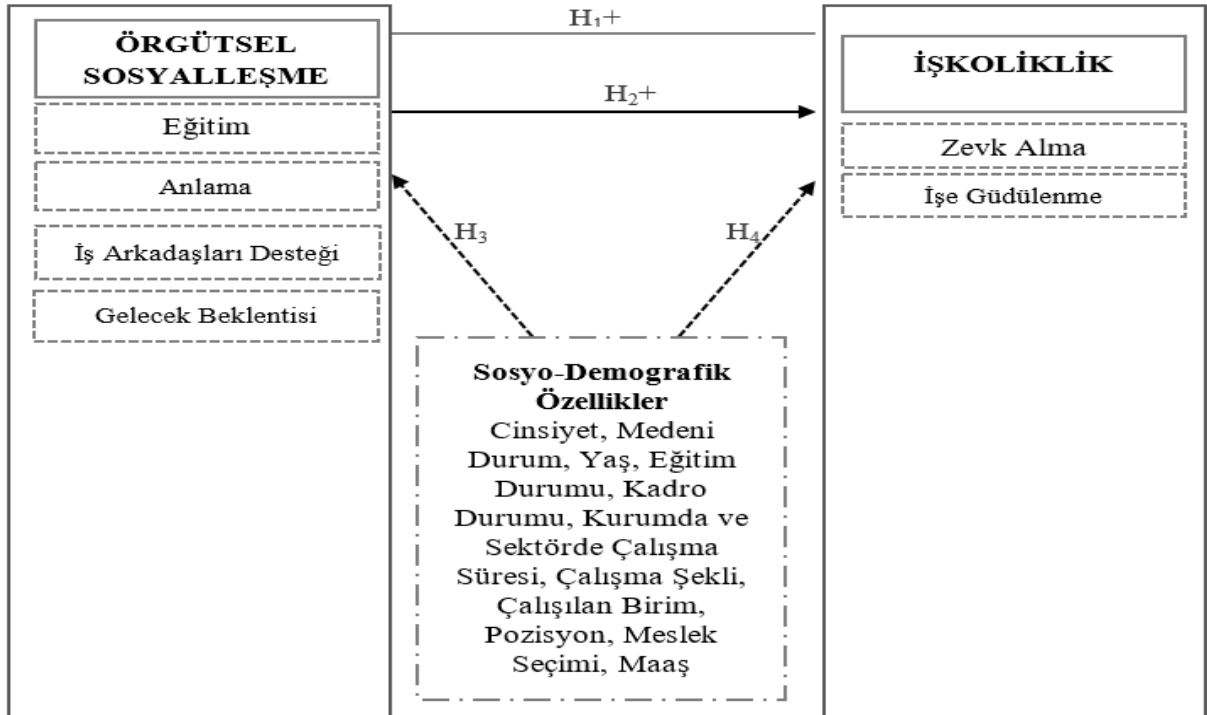 ÖRGÜTSEL
SOSYALLEŞME
Eğitim
Anlama
İş Arkadaşları Desteği
Gelecek Beklentisi
H₁+
H₂+
H₃
H₄
İŞKOLİKLİK
Zevk Alma
İşe Güdülenme
Sosyo-Demografik
Özellikler
Cinsiyet, Medeni
Durum, Yaş, Eğitim
Durumu, Kadro
Durumu, Kurumda ve
Sektörde Çalışma
Süresi, Çalışma Şekli,
Çalışılan Birim,
Pozisyon, Meslek
Seçimi, Maaş